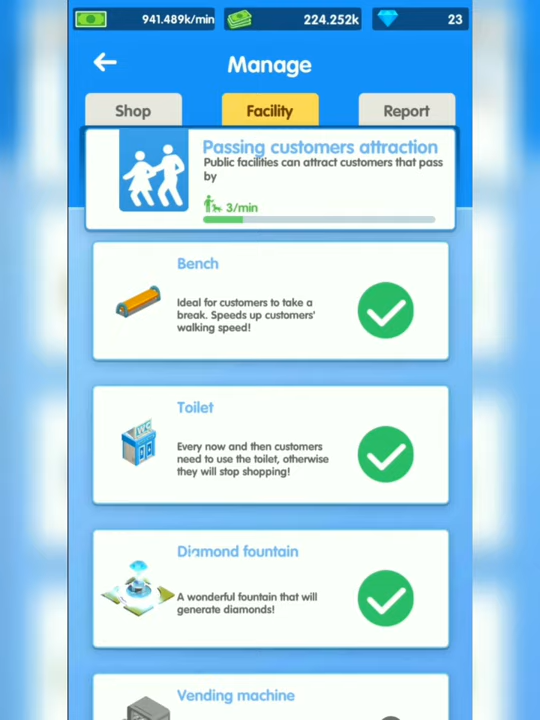 941.489k/min 224.252k 23
Manage
Shop Facility Report
Passing customers attraction
Public facilities can attract customers that pass
by
3/min
Bench
Ideal for customers to take a
break. Speeds up customers'
walking speed!
Toilet
WC
Every now and then customers
need to use the toilet, otherwise
they will stop shopping!
Diamond fountain
A wonderful fountain that will
generate diamonds!
Vending machine